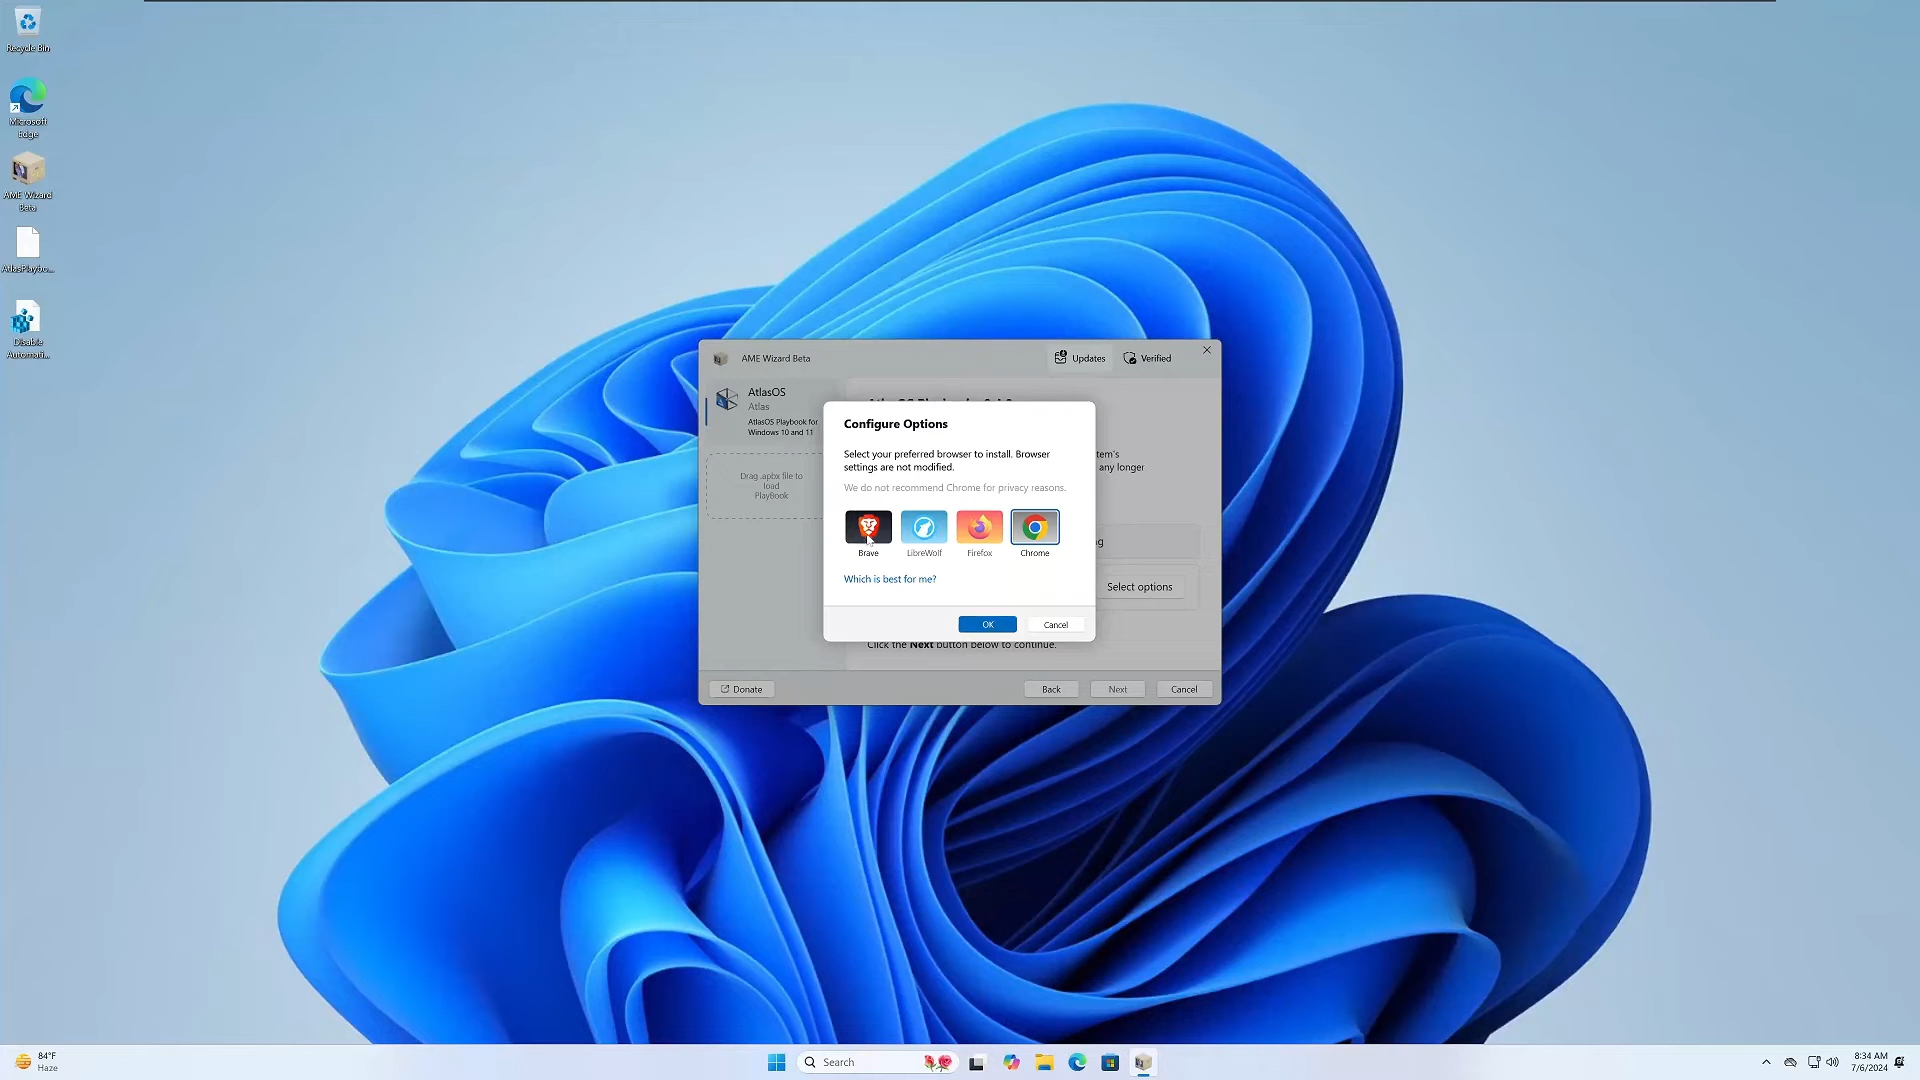 Recycle Bin
Microsoft
Edge
AME Wizard
Beta
AtlasPlaybo...
Disable
Automati...
AME Wizard Beta
Updates
Verified
AtlasOS
Atlas
AtlasOS Playbook for
Windows 10 and 11
Drag .apbx file to
load
PlayBook
Configure Options
Select your preferred browser to install. Browser
settings are not modified.
We do not recommend Chrome for privacy reasons.
Brave
LibreWolf
Firefox
Chrome
Which is best for me?
OK
Cancel
tem's
any longer
ng
Select options
Click the Next button below to continue.
Donate
Back
Next
Cancel
84°F
Haze
Search
8:34 AM
7/6/2024